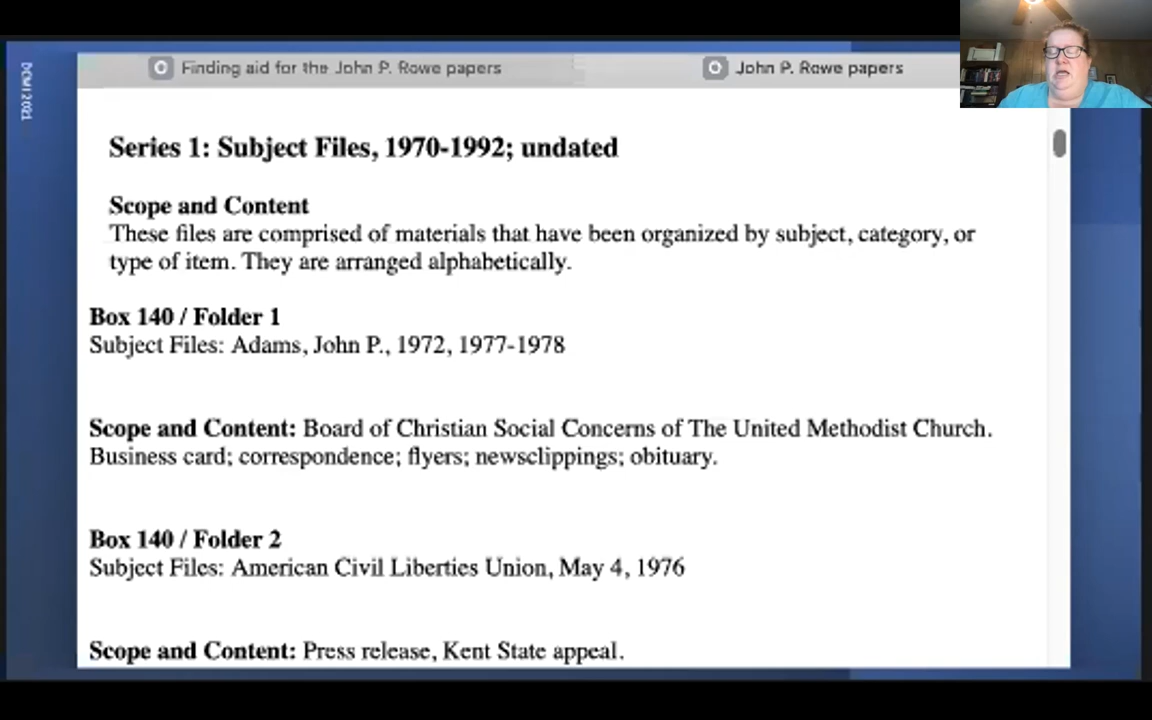 DCMI 2021
Finding aid for the John P. Rowe papers
John P. Rowe papers
Series 1: Subject Files, 1970-1992; undated
Scope and Content
These files are comprised of materials that have been organized by subject, category, or
type of item. They are arranged alphabetically.
Box 140 / Folder 1
Subject Files: Adams, John P., 1972, 1977-1978
Scope and Content: Board of Christian Social Concerns of The United Methodist Church.
Business card; correspondence; flyers; newsclippings; obituary.
Box 140 / Folder 2
Subject Files: American Civil Liberties Union, May 4, 1976
Scope and Content: Press release, Kent State appeal.